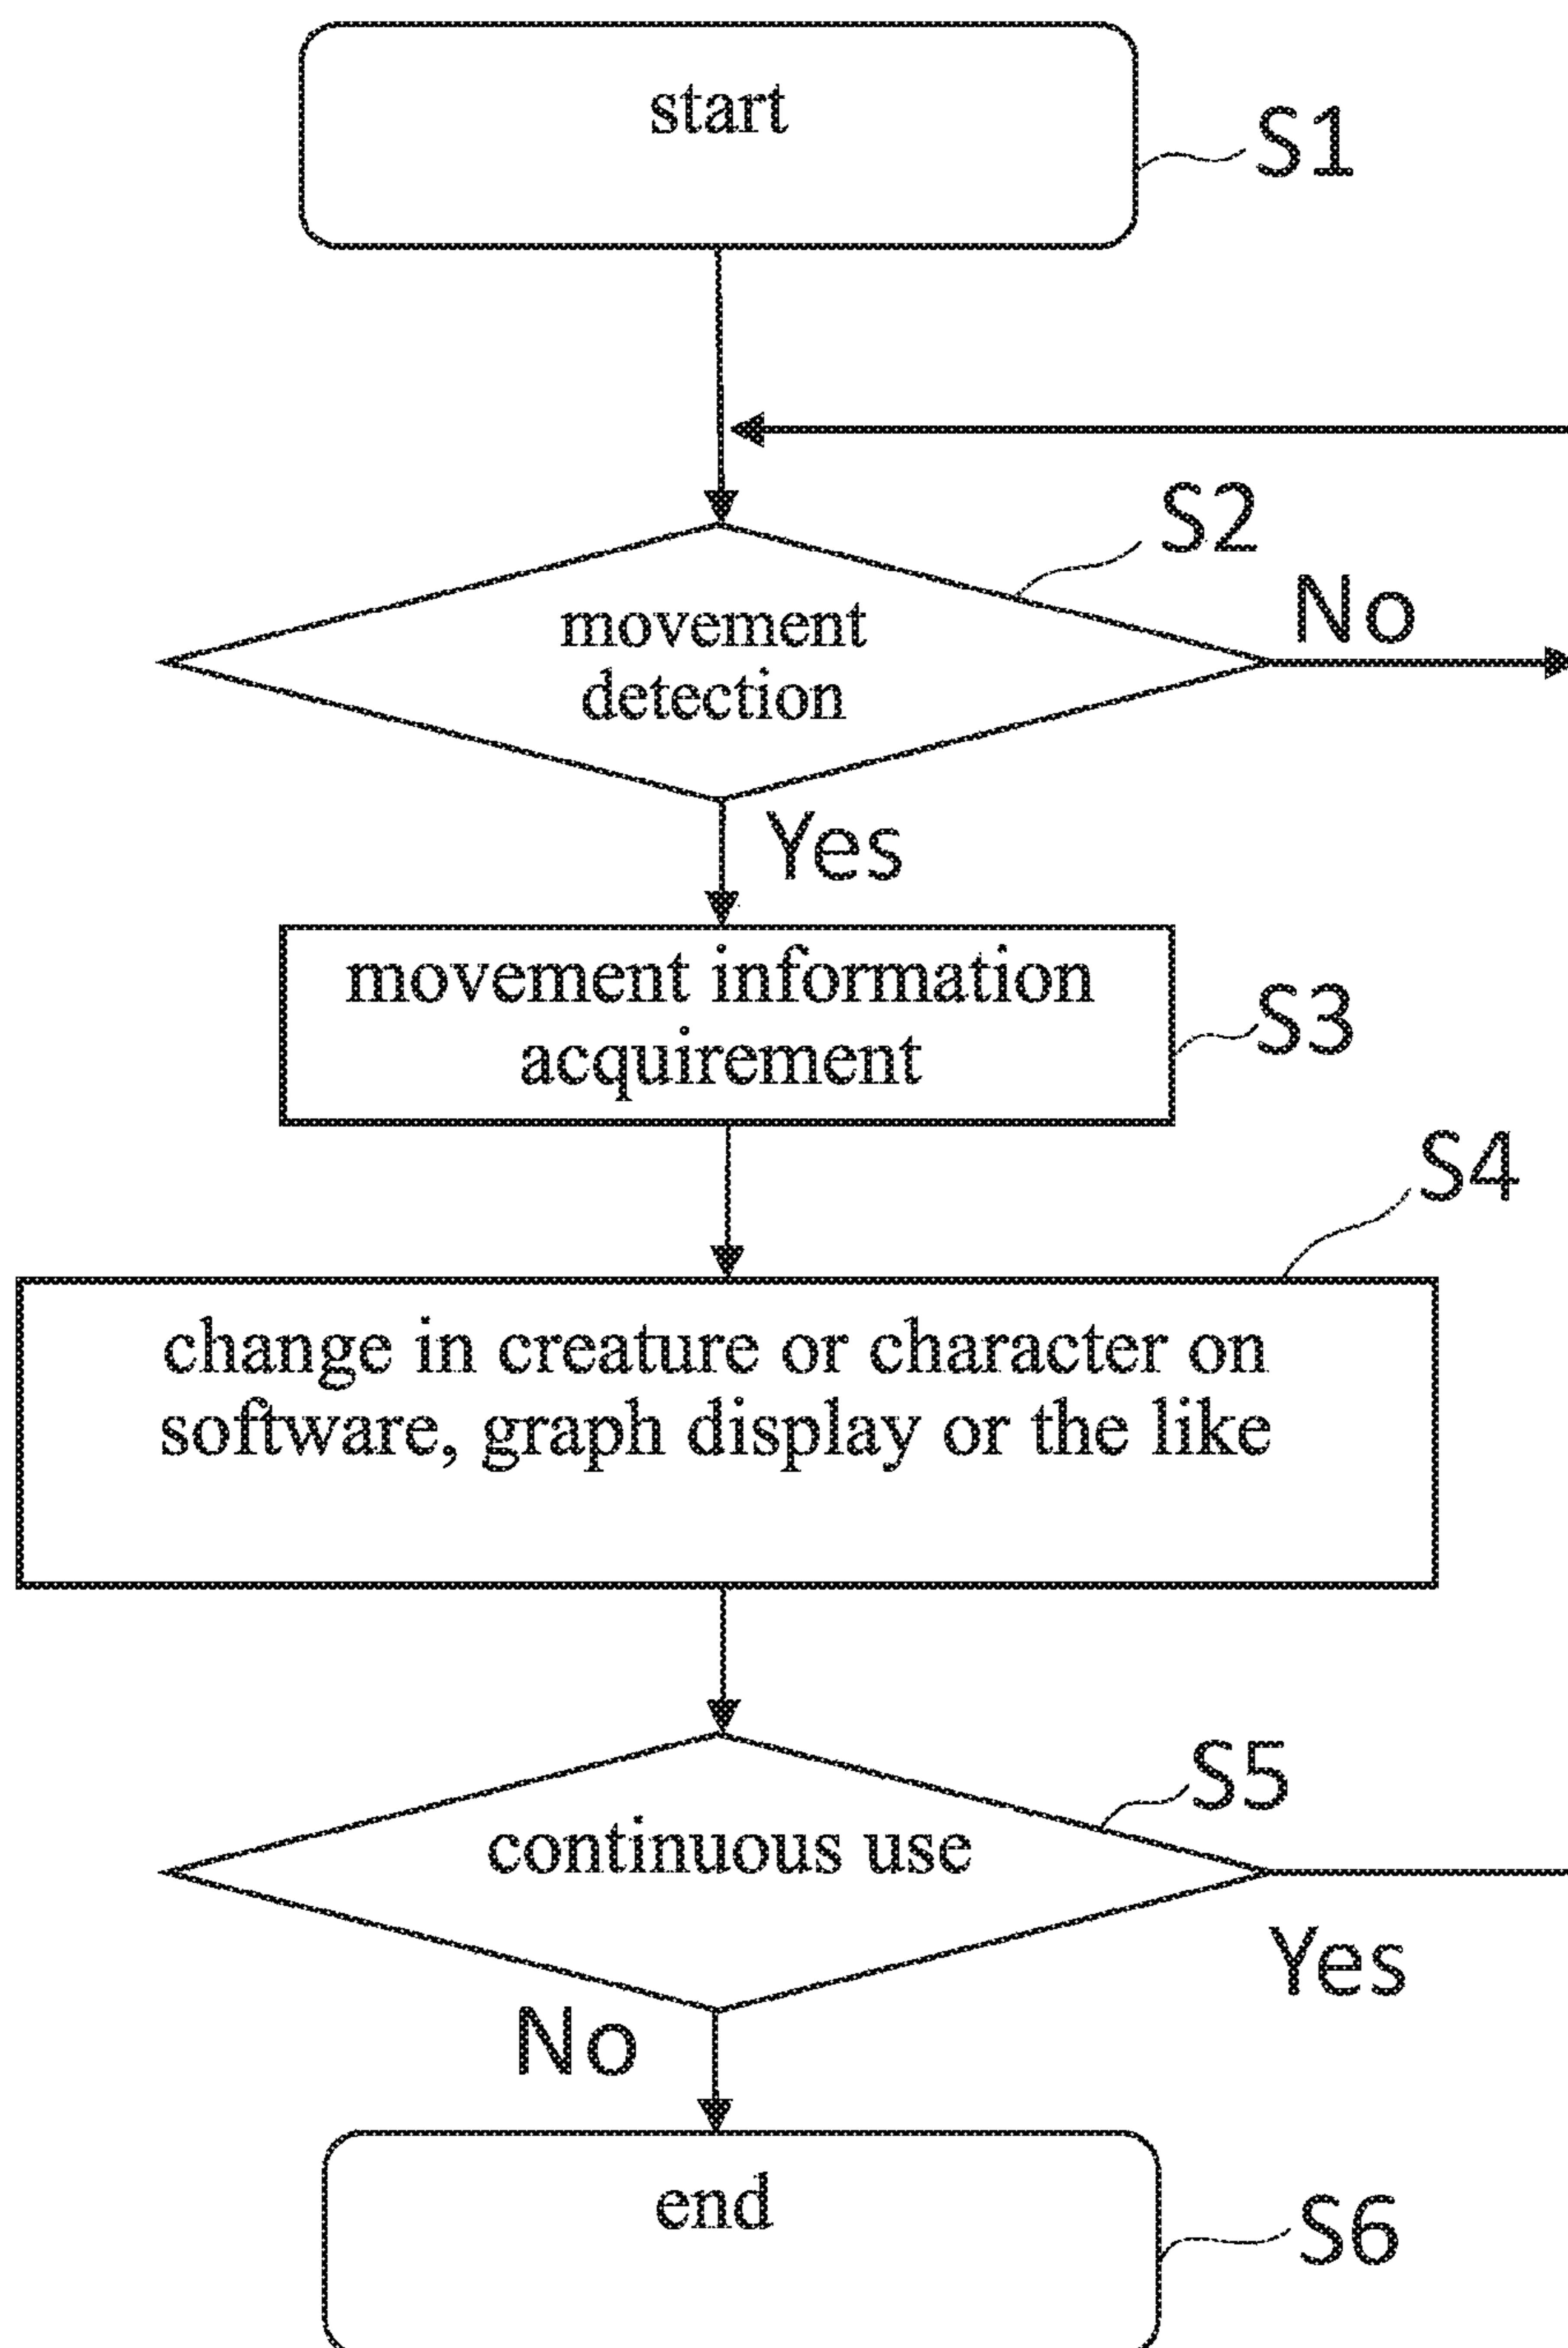 start
S1
S2
No
movement
detection
Yes
movement information
acquirement
S3
S4
change in creature or character on
software, graph display or the like
S5
continuous use
Yes
No
end
S6